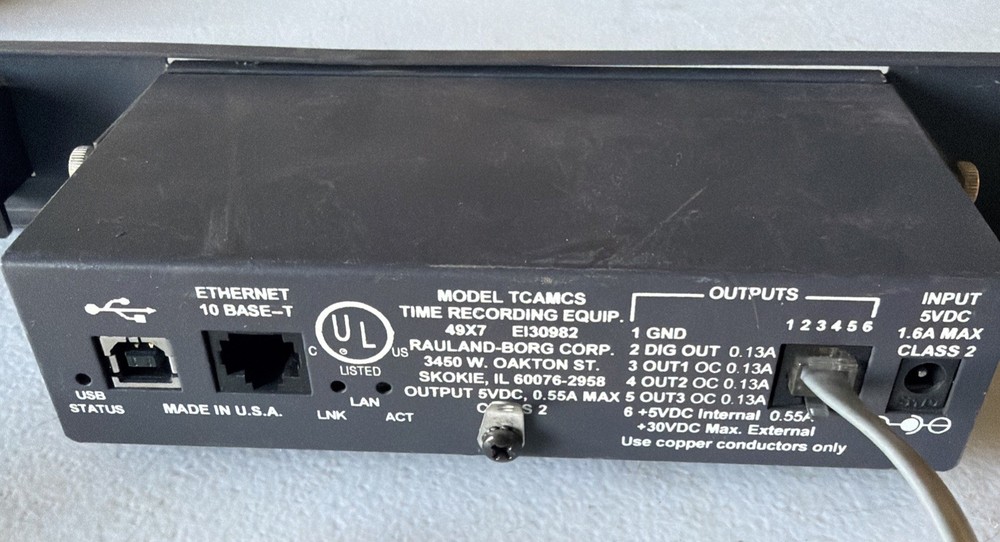 USB
STATUS
ETHERNET
10 BASE-T
MADE IN U.S.A.
C UL US
®
LISTED
LAN
LNK
ACT
MODEL TCAMCS
TIME RECORDING EQUIP.
49X7 EI30982
RAULAND-BORG CORP.
3450 W. OAKTON ST.
SKOKIE, IL 60076-2958
OUTPUT 5VDC, 0.55A MAX
CLASS 2
OUTPUTS
1 2 3 4 5 6
1 GND
2 DIG OUT 0.13A
3 OUT1 OC 0.13A
4 OUT2 OC 0.13A
5 OUT3 OC 0.13A
6 +5VDC Internal 0.55A
+30VDC Max. External
Use copper conductors only
INPUT
5VDC
1.6A MAX
CLASS 2